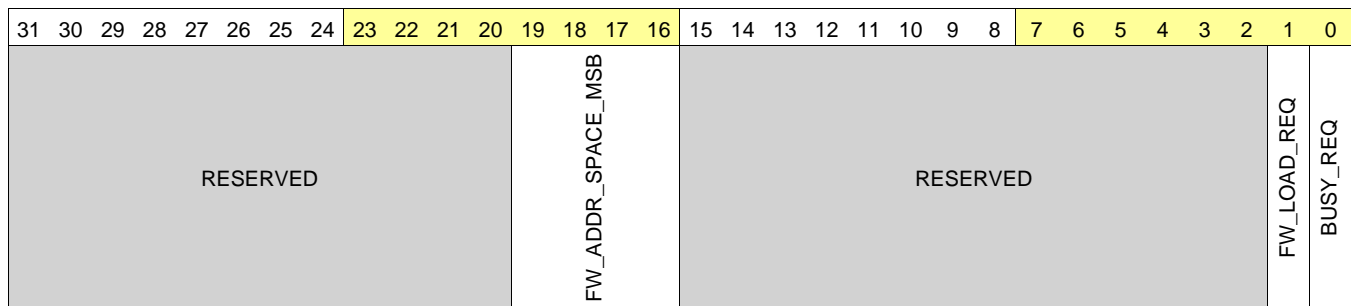 31 30 29 28 27 26 25 24 23 22 21 20 19 18 17 16 15 14 13 12 11 10 9 8 7 6 5 4 3 2 1 0
RESERVED
FW_ADDR_SPACE_MSB
RESERVED
FW_LOAD_REQ
BUSY_REQ